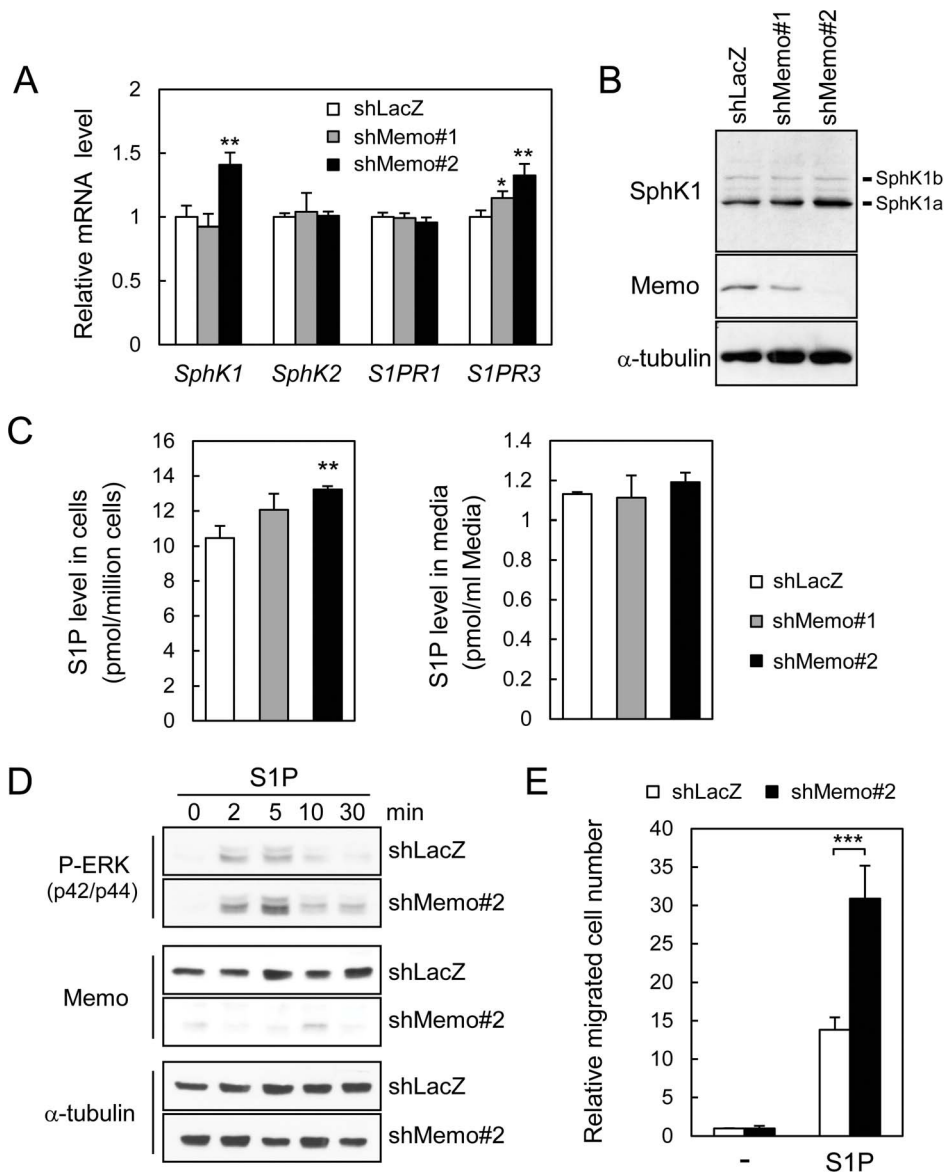 A
Relative mRNA level
2
1.5
1
0.5
0
shLacZ
shMemo#1
shMemo#2
**
*
**
SphK1
SphK2
S1PR1
S1PR3
B
shLacZ
shMemo#1
shMemo#2
SphK1
SphK1b
SphK1a
Memo
α-tubulin
C
S1P level in cells
(pmol/million cells)
16
14
12
10
8
6
4
2
0
**
S1P level in media
(pmol/ml Media)
1.4
1.2
1
0.8
0.6
0.4
0.2
0
shLacZ
shMemo#1
shMemo#2
D
S1P
0 2 5 10 30 min
P-ERK
(p42/p44)
shLacZ
shMemo#2
Memo
shLacZ
shMemo#2
α-tubulin
shLacZ
shMemo#2
E
shLacZ shMemo#2
Relative migrated cell number
40
35
30
25
20
15
10
5
0
***
- S1P